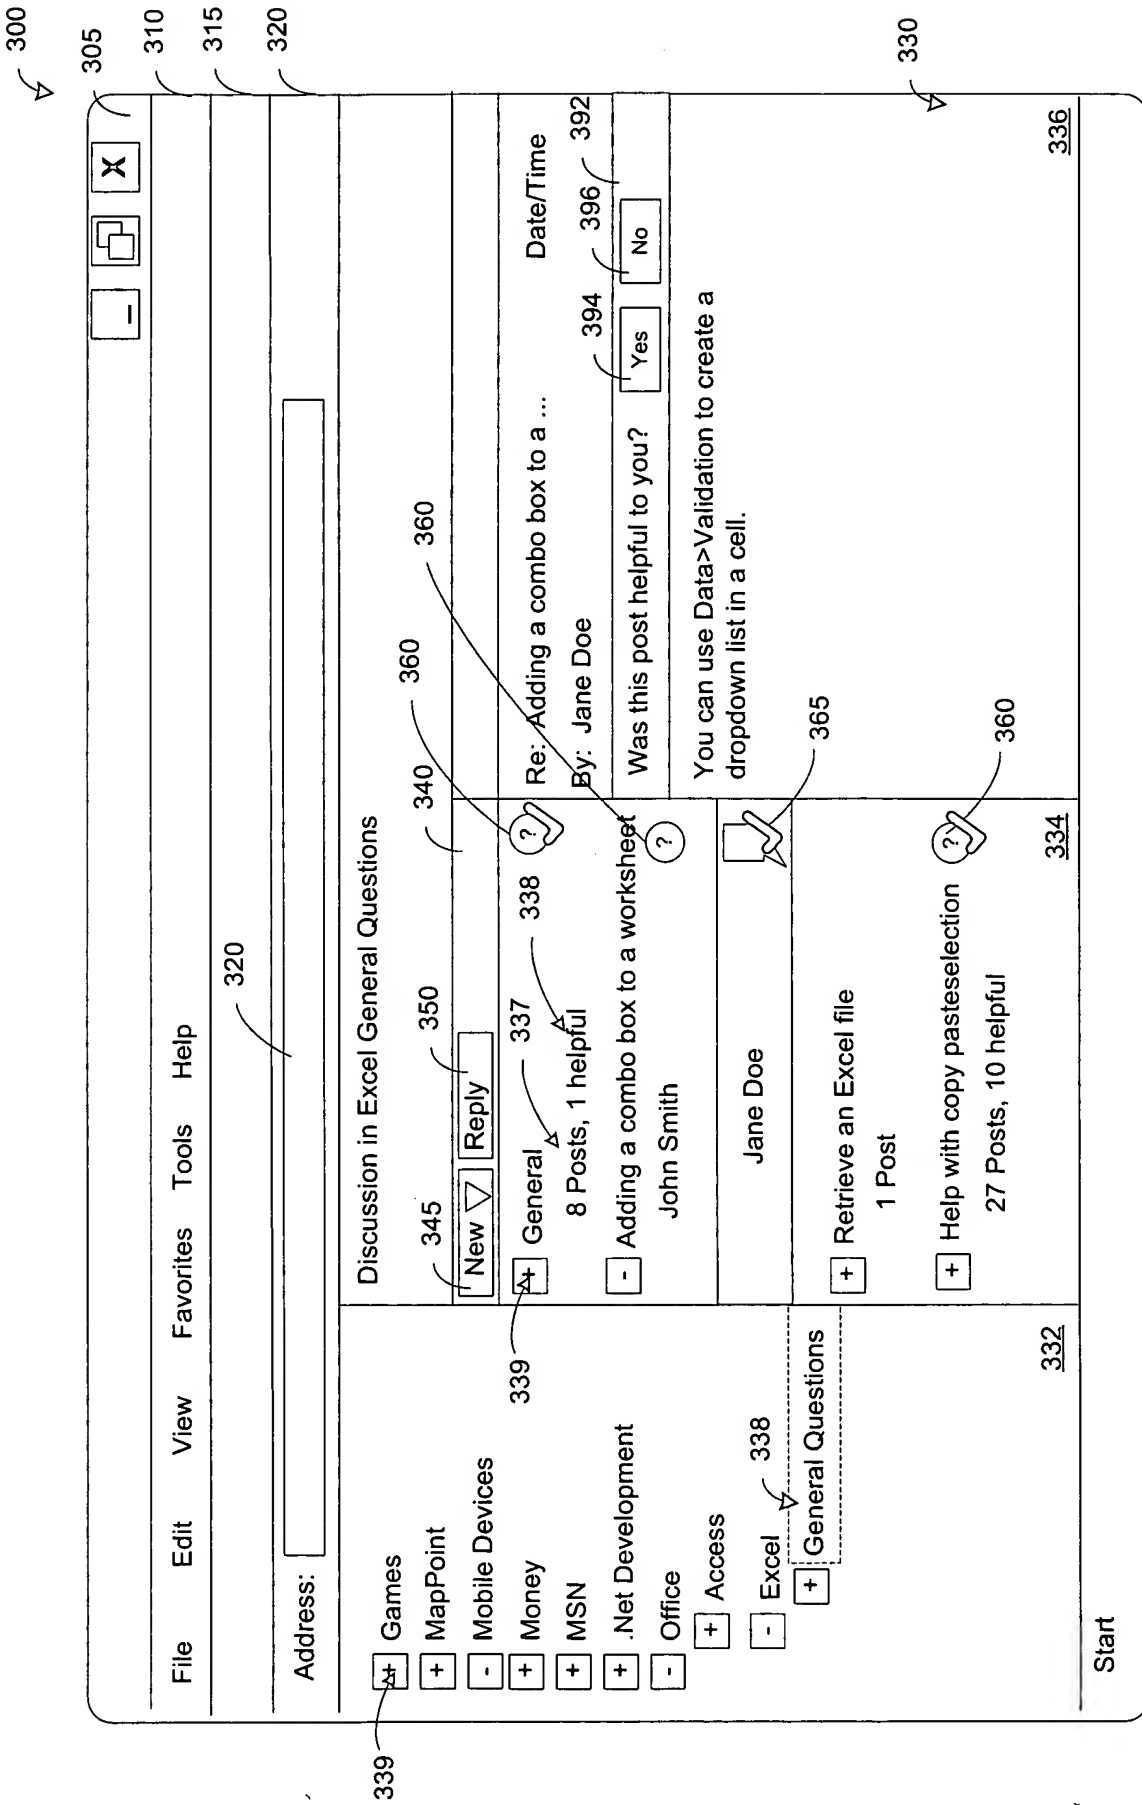 300
305
310
315
320
X
File Edit View Favorites Tools Help
320
Address:
339
+ Games
+ MapPoint
- Mobile Devices
+ Money
+ MSN
+ .Net Development
- Office
+ Access
- Excel
338
+ General Questions
332
Discussion in Excel General Questions
345
350
340
360
360
New Reply
339
337
338
+ General
8 Posts, 1 helpful
?
- Adding a combo box to a worksheet
John Smith
?
Jane Doe
365
+ Retrieve an Excel file
1 Post
+ Help with copy pasteselection
27 Posts, 10 helpful
?
360
334
Re: Adding a combo box to a ... Date/Time
By: Jane Doe
394
396
392
Was this post helpful to you? Yes No
You can use Data>Validation to create a
dropdown list in a cell.
330
336
Start